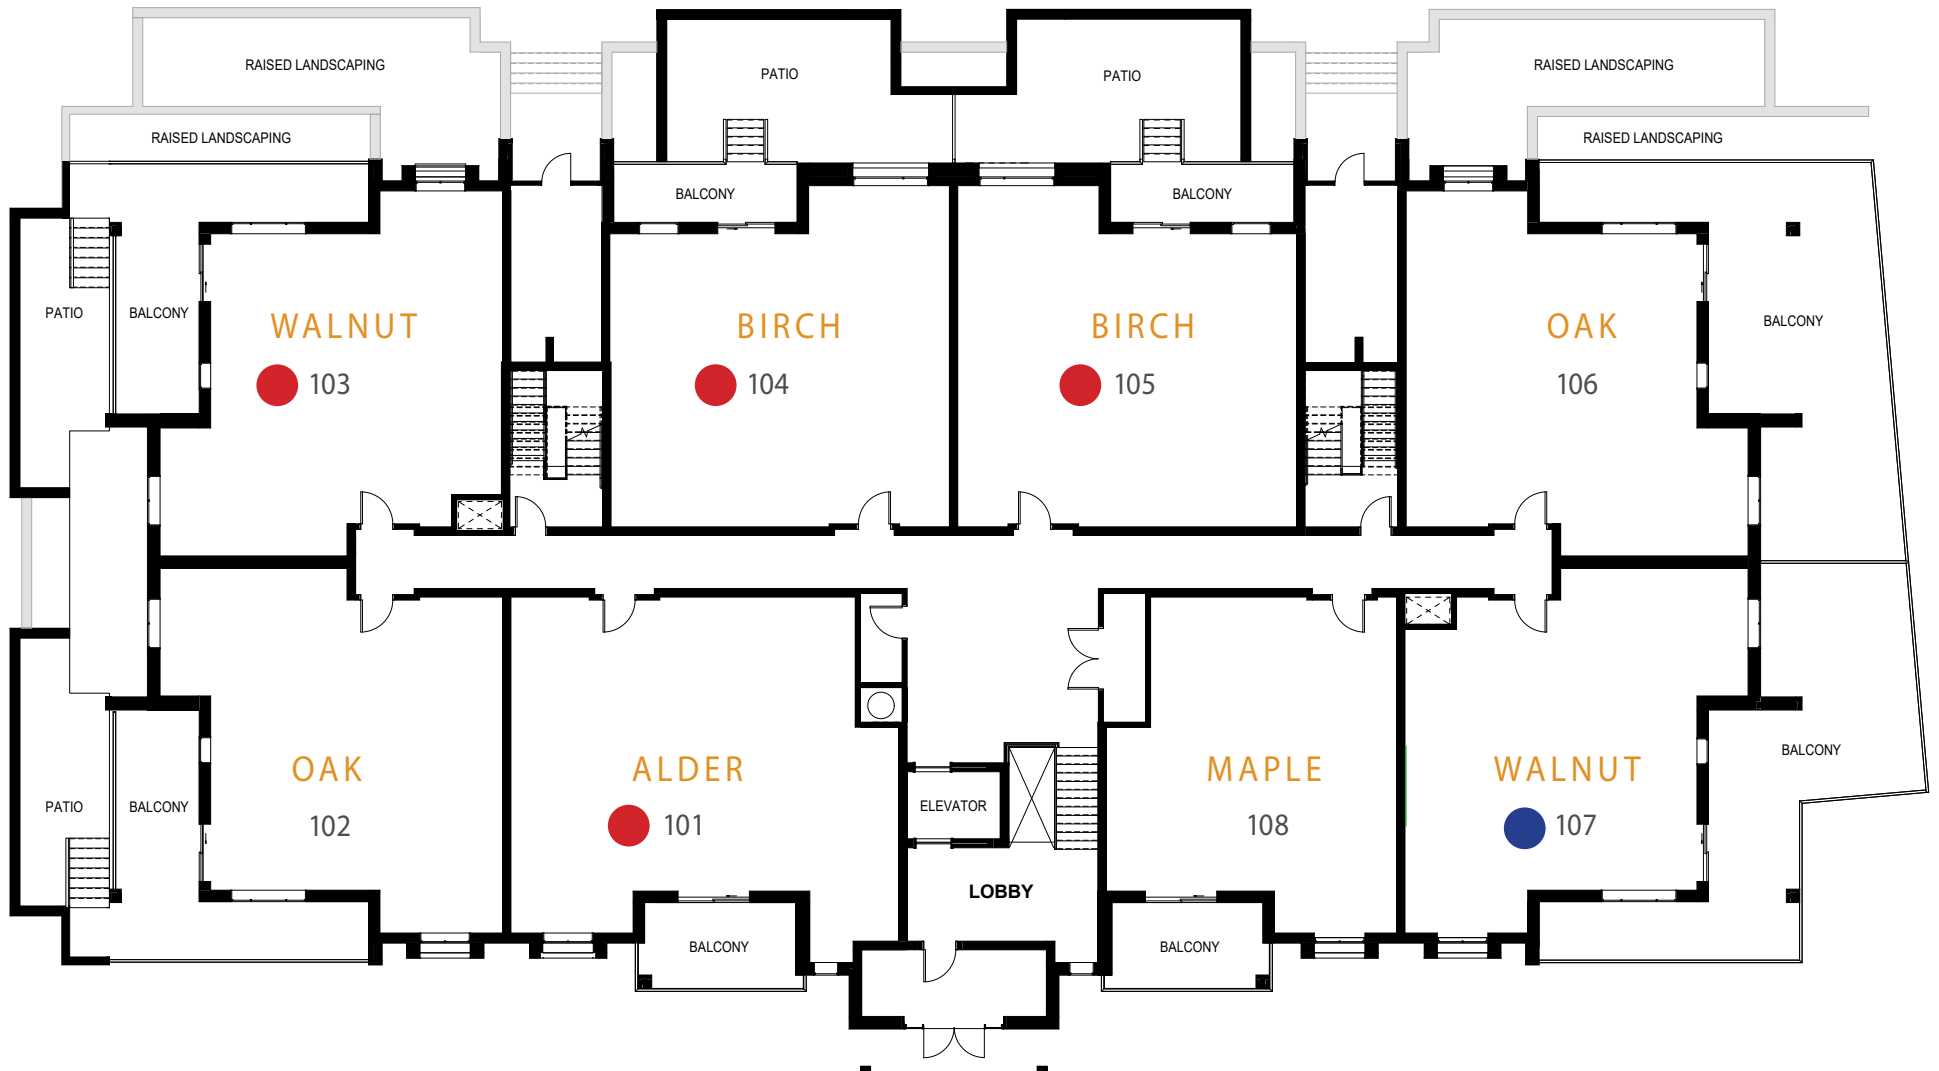 RAISED LANDSCAPING
PATIO
PATIO
RAISED LANDSCAPING
RAISED LANDSCAPING
RAISED LANDSCAPING
BALCONY
BALCONY
PATIO
BALCONY
WALNUT
103
BIRCH
104
BIRCH
105
OAK
106
BALCONY
PATIO
BALCONY
OAK
102
ALDER
101
ELEVATOR
MAPLE
108
WALNUT
107
BALCONY
LOBBY
BALCONY
BALCONY